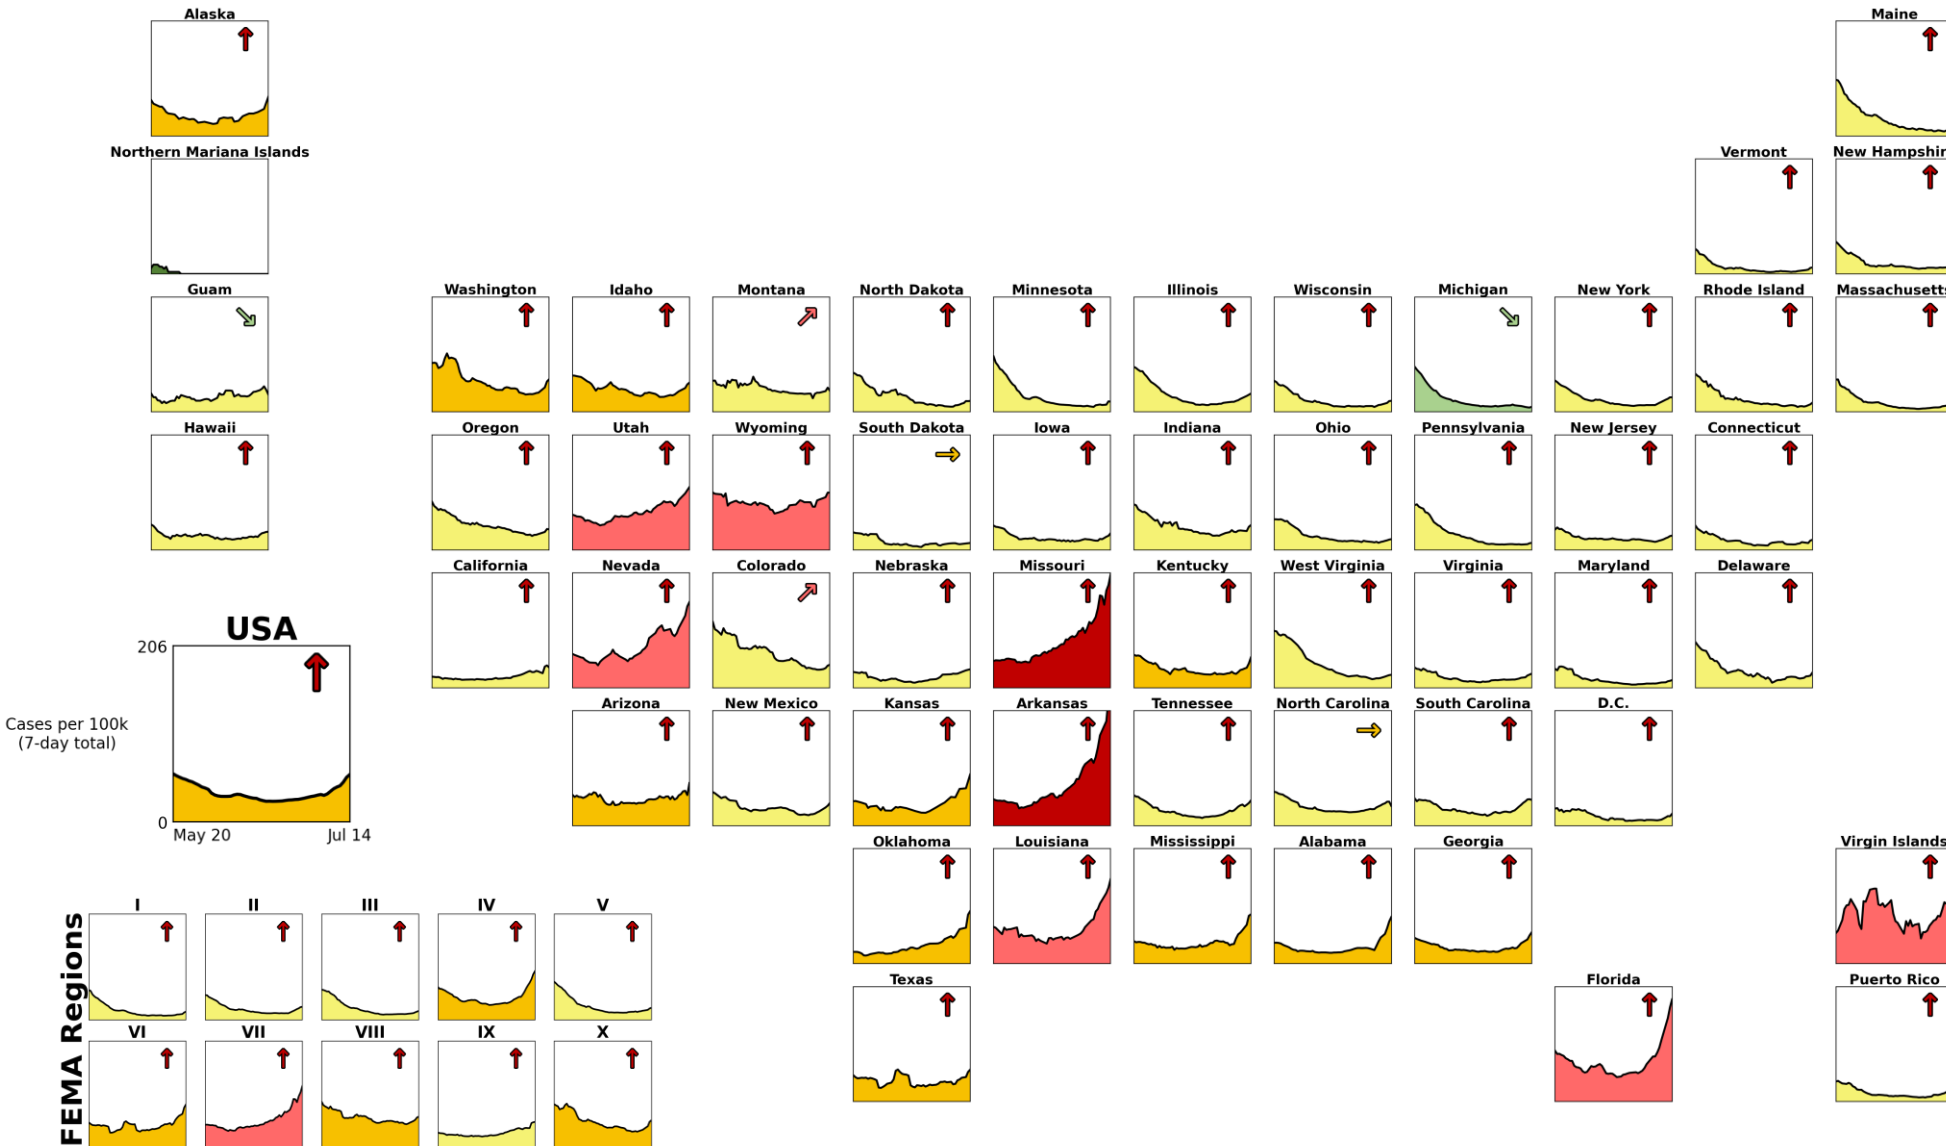 Alaska
Maine
Northern Mariana Islands
Vermont
New Hampshir
Guam
Washington
Idaho
Montana
North Dakota
Minnesota
Illinois
Wisconsin
Michigan
New York
Rhode Island
Massachusetts
Hawaii
Oregon
Utah
Wyoming
South Dakota
Iowa
Indiana
Ohio
Pennsylvania
New Jersey
Connecticut
California
Nevada
Colorado
Nebraska
Missouri
Kentucky
West Virginia
Virginia
Maryland
Delaware
USA
206
Cases per 100k
(7-day total)
0
May 20
Jul 14
Arizona
New Mexico
Kansas
Arkansas
Tennessee
North Carolina
South Carolina
D.C.
Oklahoma
Louisiana
Mississippi
Alabama
Georgia
Virgin Islands
Texas
Florida
Puerto Rico
FEMA Regions
I
II
III
IV
V
VI
VII
VIII
IX
X